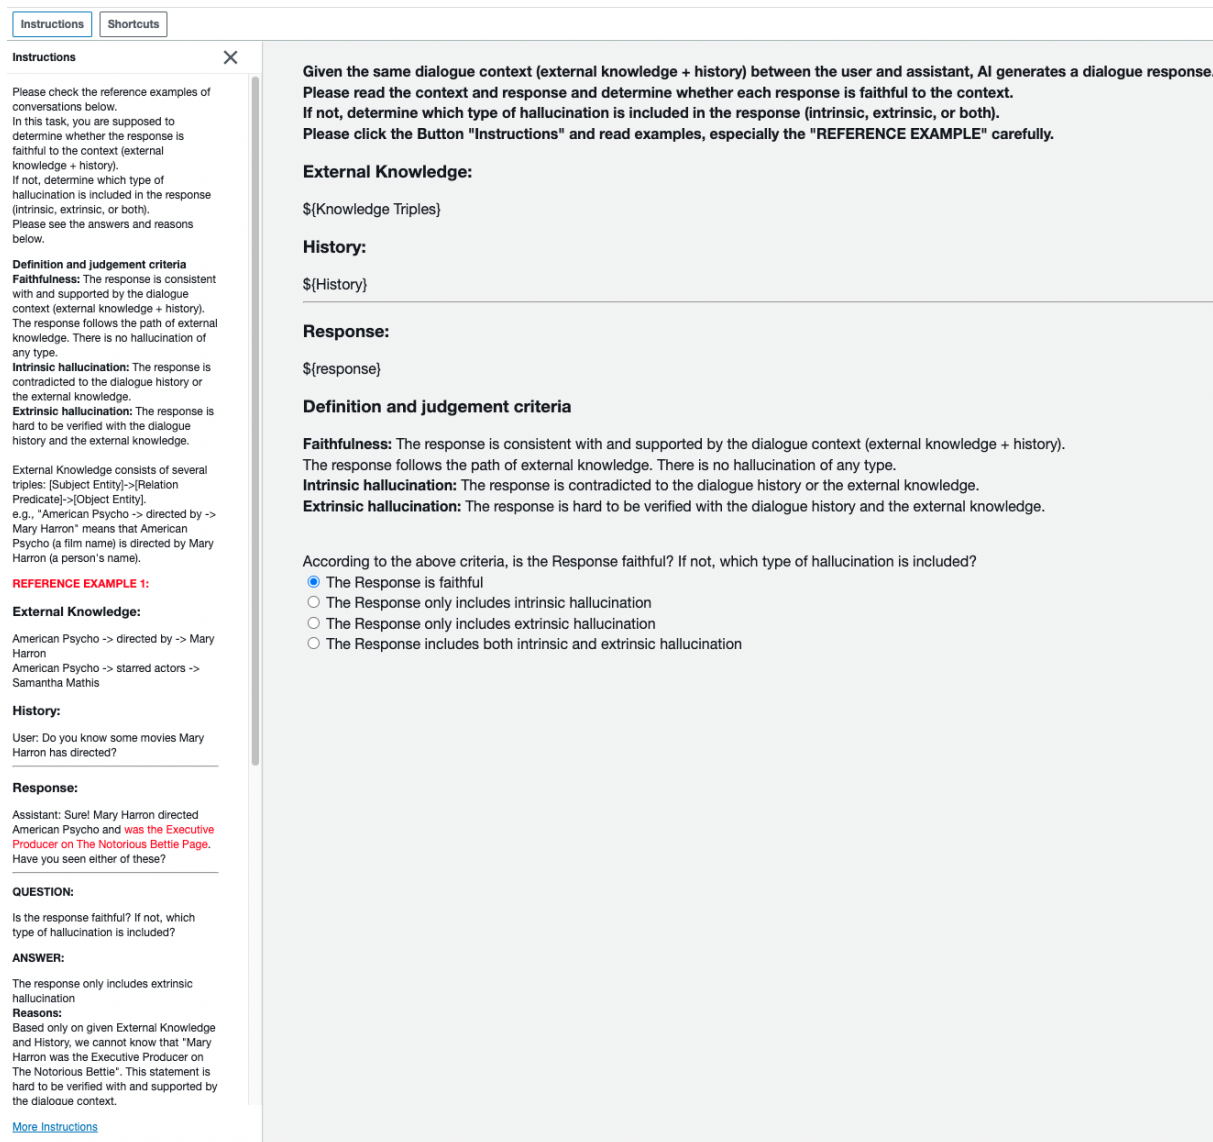 Instructions
Shortcuts
Instructions
Please check the reference examples of
conversations below.
In this task, you are supposed to
determine whether the response is
faithful to the context (external
knowledge + history).
If not, determine which type of
hallucination is included in the response
(intrinsic, extrinsic, or both).
Please see the answers and reasons
below.
Definition and judgement criteria
Faithfulness: The response is consistent
with and supported by the dialogue
context (external knowledge + history).
The response follows the path of external
knowledge. There is no hallucination of
any type.
Intrinsic hallucination: The response is
contradicted to the dialogue history or
the external knowledge.
Extrinsic hallucination: The response is
hard to be verified with the dialogue
history and the external knowledge.
External Knowledge consists of several
triples: [Subject Entity]->[Relation
Predicate]->[Object Entity].
e.g., "American Psycho -> directed by ->
Mary Harron" means that American
Psycho (a film name) is directed by Mary
Harron (a person's name).
REFERENCE EXAMPLE 1:
External Knowledge:
American Psycho -> directed by -> Mary
Harron
American Psycho -> starred actors ->
Samantha Mathis
History:
User: Do you know some movies Mary
Harron has directed?
Response:
Assistant: Sure! Mary Harron directed
American Psycho and was the Executive
Producer on The Notorious Bettie Page.
Have you seen either of these?
QUESTION:
Is the response faithful? If not, which
type of hallucination is included?
ANSWER:
The response only includes extrinsic
hallucination
Reasons:
Based only on given External Knowledge
and History, we cannot know that "Mary
Harron was the Executive Producer on
The Notorious Bettie". This statement is
hard to be verified with and supported by
the dialogue context.
More Instructions
Given the same dialogue context (external knowledge + history) between the user and assistant, AI generates a dialogue response.
Please read the context and response and determine whether each response is faithful to the context.
If not, determine which type of hallucination is included in the response (intrinsic, extrinsic, or both).
Please click the Button "Instructions" and read examples, especially the "REFERENCE EXAMPLE" carefully.
External Knowledge:
${Knowledge Triples}
History:
${History}
Response:
${response}
Definition and judgement criteria
Faithfulness: The response is consistent with and supported by the dialogue context (external knowledge + history).
The response follows the path of external knowledge. There is no hallucination of any type.
Intrinsic hallucination: The response is contradicted to the dialogue history or the external knowledge.
Extrinsic hallucination: The response is hard to be verified with the dialogue history and the external knowledge.
According to the above criteria, is the Response faithful? If not, which type of hallucination is included?
The Response is faithful
The Response only includes intrinsic hallucination
The Response only includes extrinsic hallucination
The Response includes both intrinsic and extrinsic hallucination